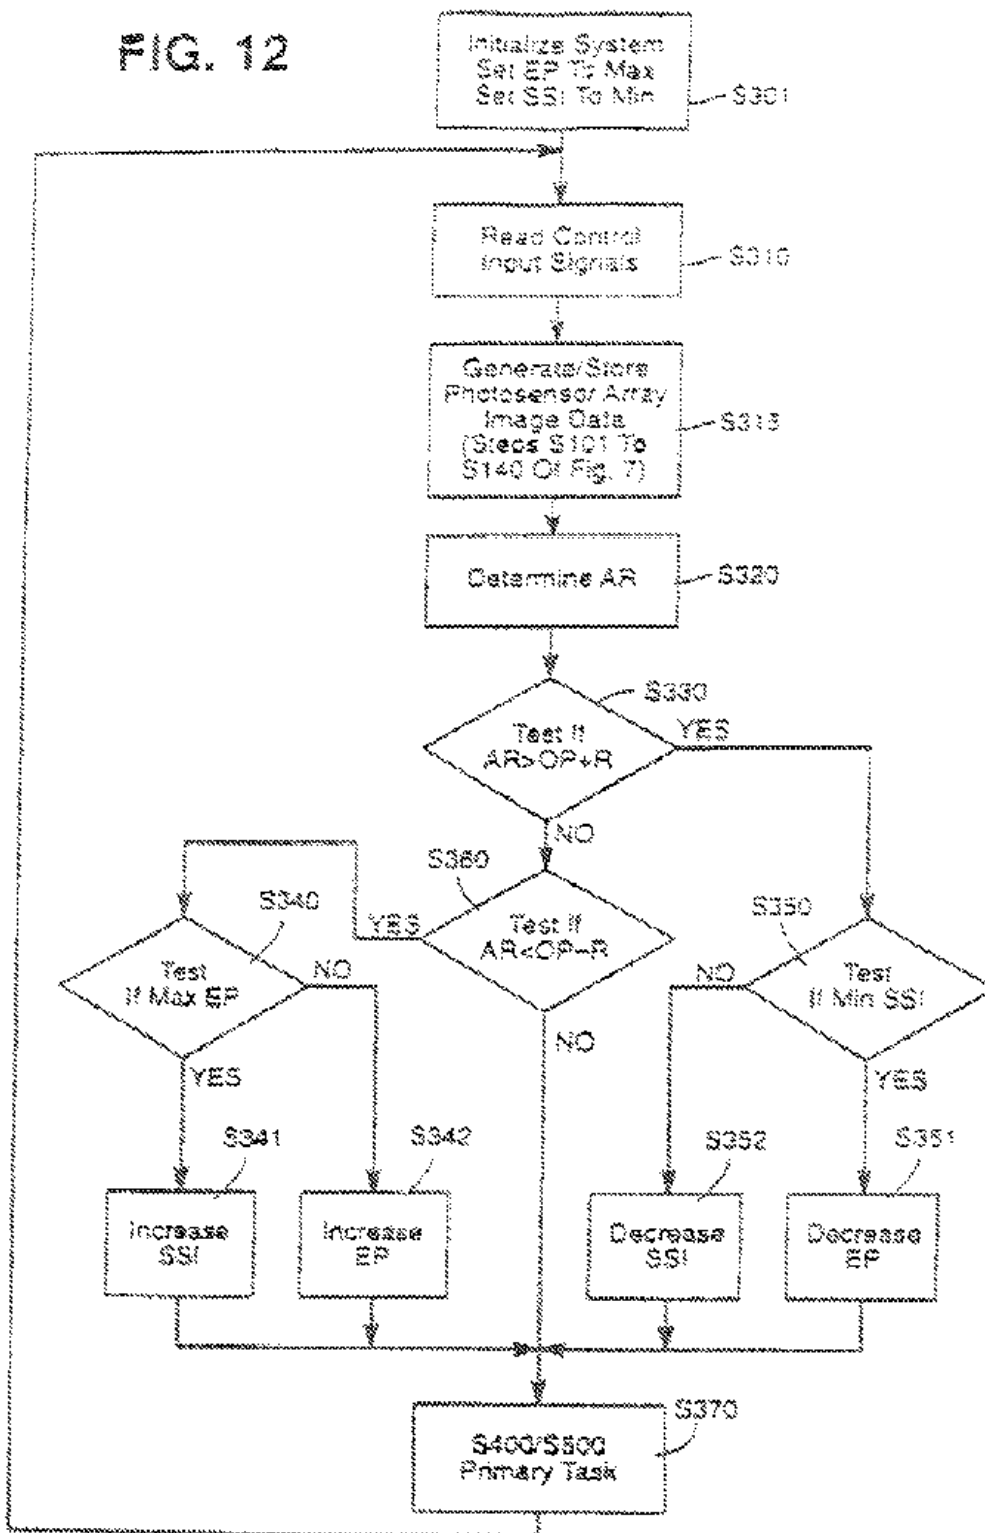 FIG. 12
Initialize System
Set EP To Max
Set SSI To Min
S301
Read Control
Input Signals
S310
Generate/Store
Photosensor Array
Image Data
(Steps S101 To
S140 Of Fig. 7)
S315
Determine AR
S320
S330
Test If
AR>OP+R
YES
NO
S360
Test If
AR<OP−R
YES
NO
S340
Test
If Max EP
NO
YES
S350
Test
If Min SSI
NO
YES
S341
Increase
SSI
S342
Increase
EP
S352
Decrease
SSI
S351
Decrease
EP
S370
S400/S500
Primary Task